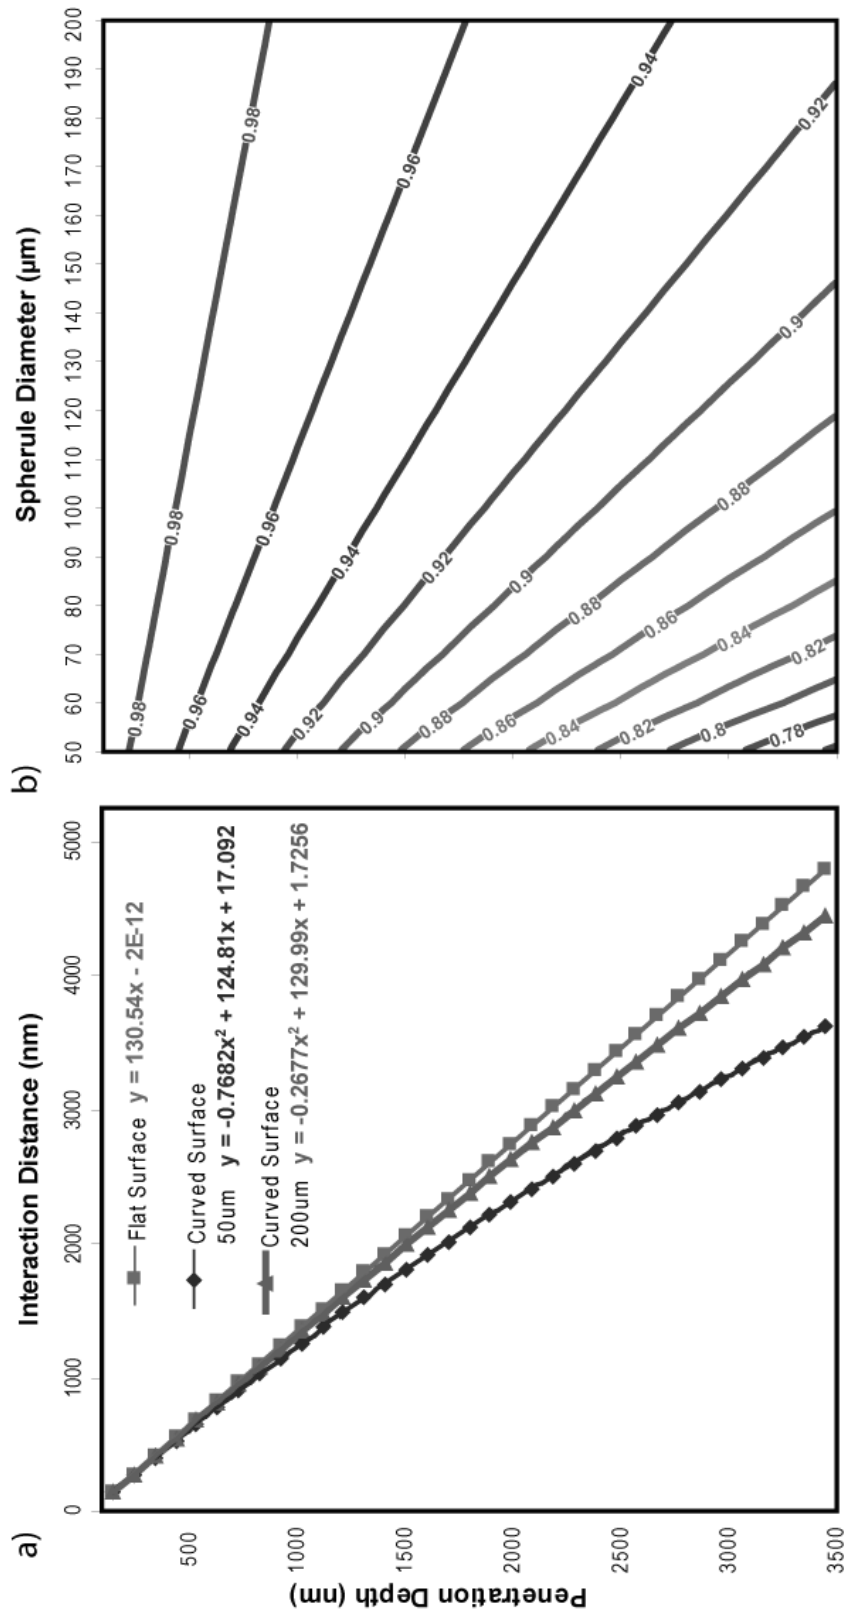 a)
Interaction Distance (nm)
0 1000 2000 3000 4000 5000
Penetration Depth (nm)
500
1000
1500
2000
2500
3000
3500
Flat Surface y = 130.54x - 2E-12
Curved Surface
50um y = -0.7682x² + 124.81x + 17.092
Curved Surface
200um y = -0.2677x² + 129.99x + 1.7256
b)
Spherule Diameter (µm)
50 60 70 80 90 100 110 120 130 140 150 160 170 180 190 200
0.98 0.98 0.98
0.96 0.96 0.96
0.94 0.94 0.94
0.92 0.92 0.92
0.9 0.9 0.9
0.88 0.88 0.88
0.86 0.86
0.84 0.84
0.82 0.82
0.8
0.78